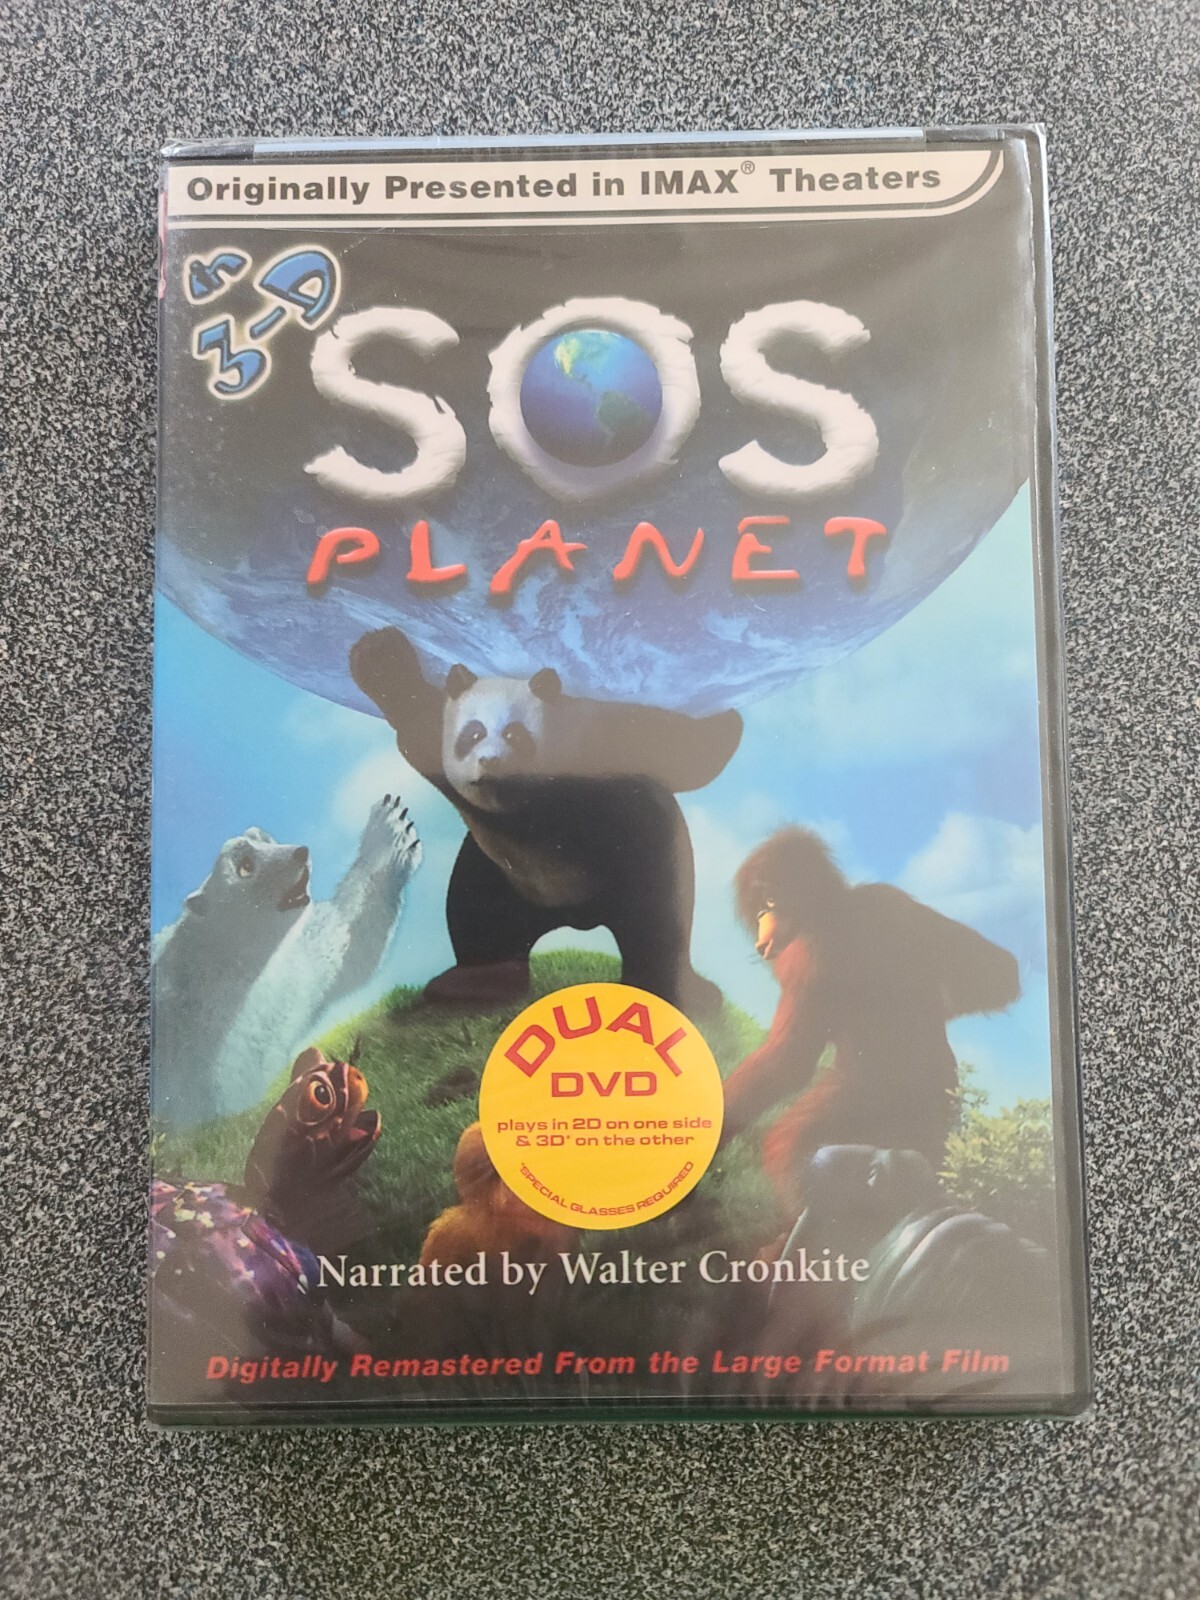 Originally Presented in IMAX® Theaters
in
3-D
SOS
PLANET
DUAL
DVD
plays in 2D on one side
& 3D* on the other
*SPECIAL GLASSES REQUIRED
Narrated by Walter Cronkite
Digitally Remastered From the Large Format Film